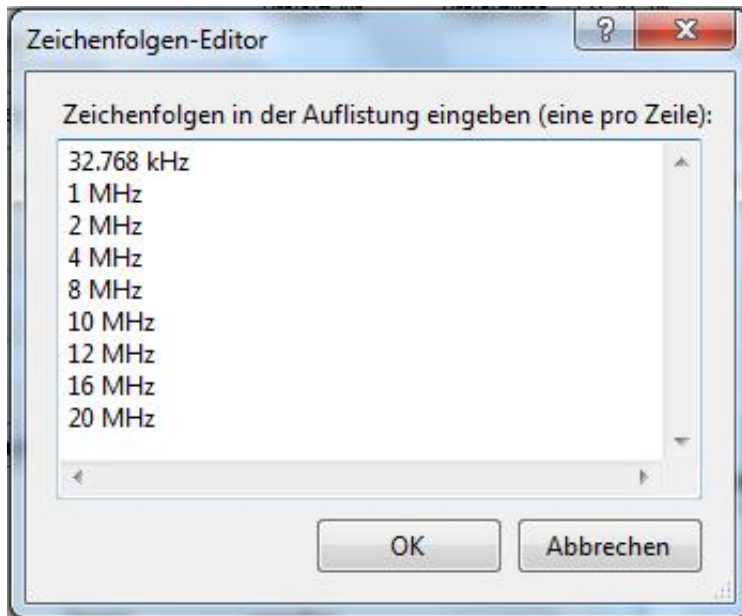 Zeichenfolgen-Editor
Zeichenfolgen in der Auflistung eingeben (eine pro Zeile):
32.768 kHz
1 MHz
2 MHz
4 MHz
8 MHz
10 MHz
12 MHz
16 MHz
20 MHz
OK Abbrechen